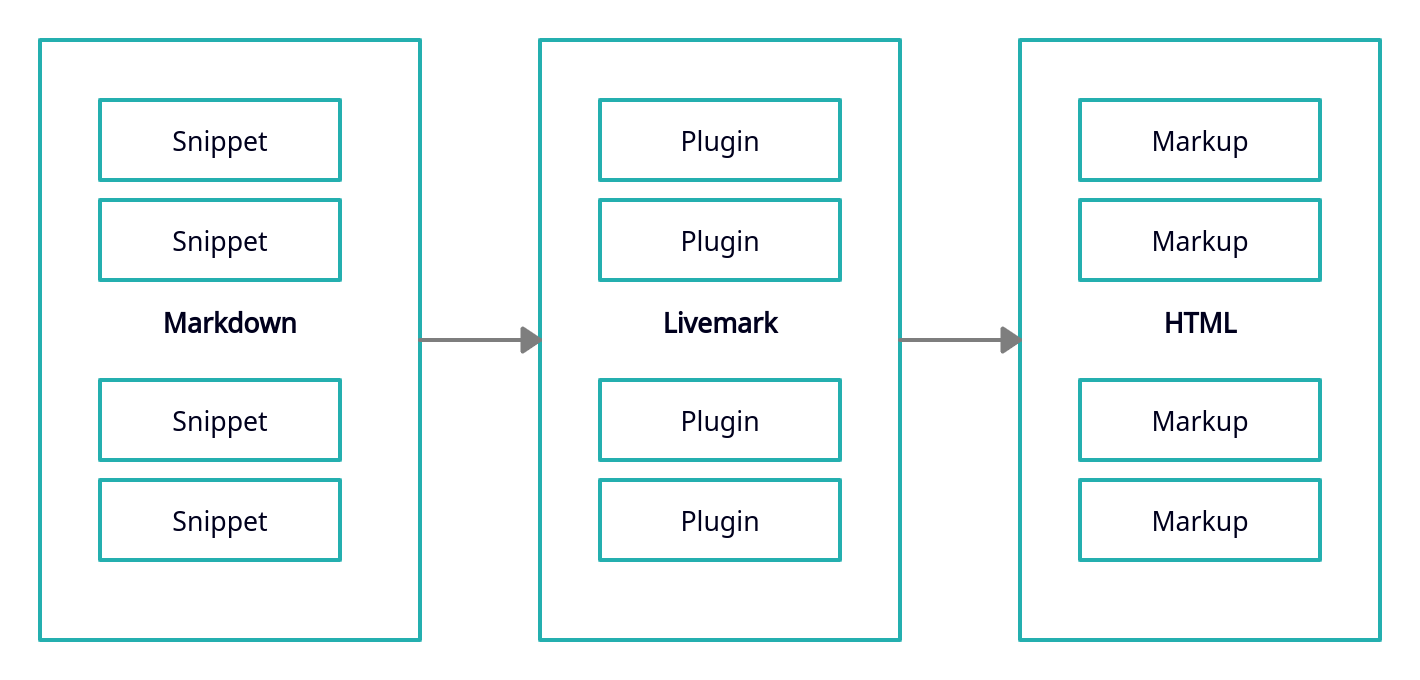 Snippet
Snippet
Markdown
Snippet
Snippet
Plugin
Plugin
Livemark
Plugin
Plugin
Markup
Markup
HTML
Markup
Markup